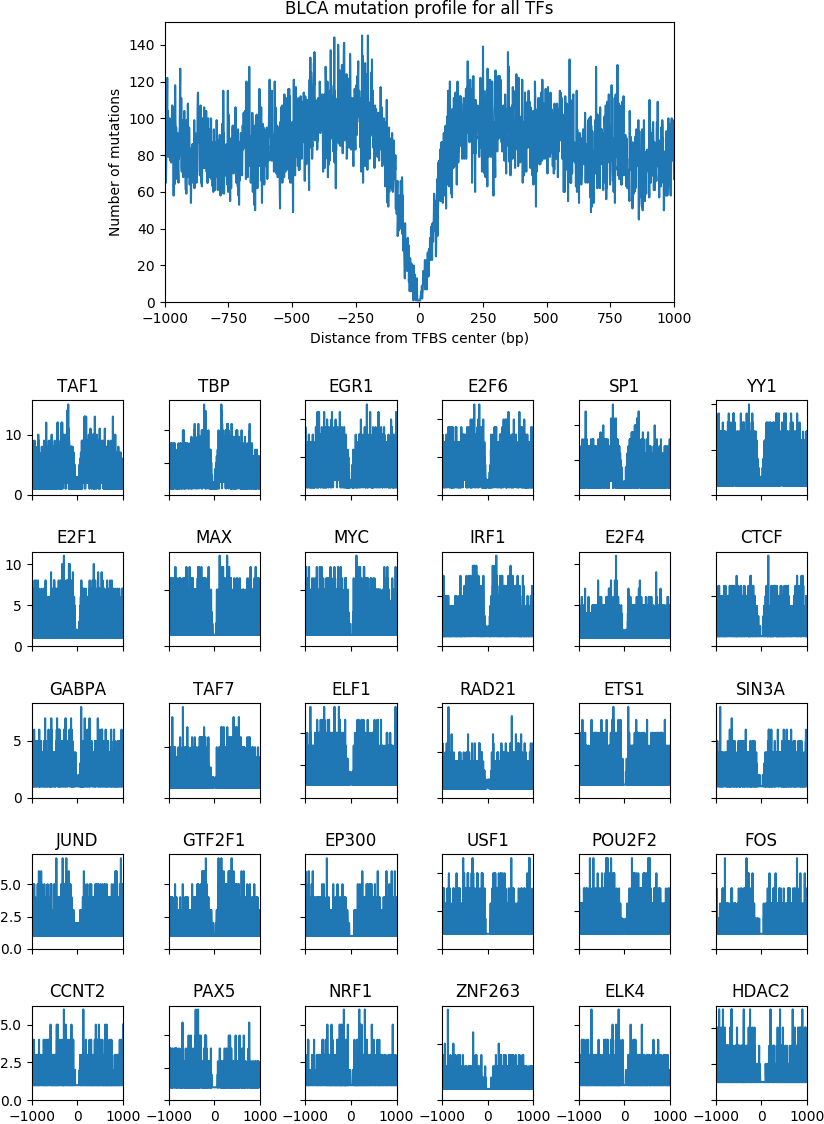 BLCA mutation profile for all TFs
140
120
100
80
60
40
20
0
Number of mutations
−1000 −750 −500 −250 0 250 500 750 1000
Distance from TFBS center (bp)
TAF1 TBP EGR1 E2F6 SP1 YY1
10
0
E2F1 MAX MYC IRF1 E2F4 CTCF
10
5
0
GABPA TAF7 ELF1 RAD21 ETS1 SIN3A
5
0
JUND GTF2F1 EP300 USF1 POU2F2 FOS
5.0
2.5
0.0
CCNT2 PAX5 NRF1 ZNF263 ELK4 HDAC2
5.0
2.5
0.0
−1000 0 1000 −1000 0 1000 −1000 0 1000 −1000 0 1000 −1000 0 1000 −1000 0 1000